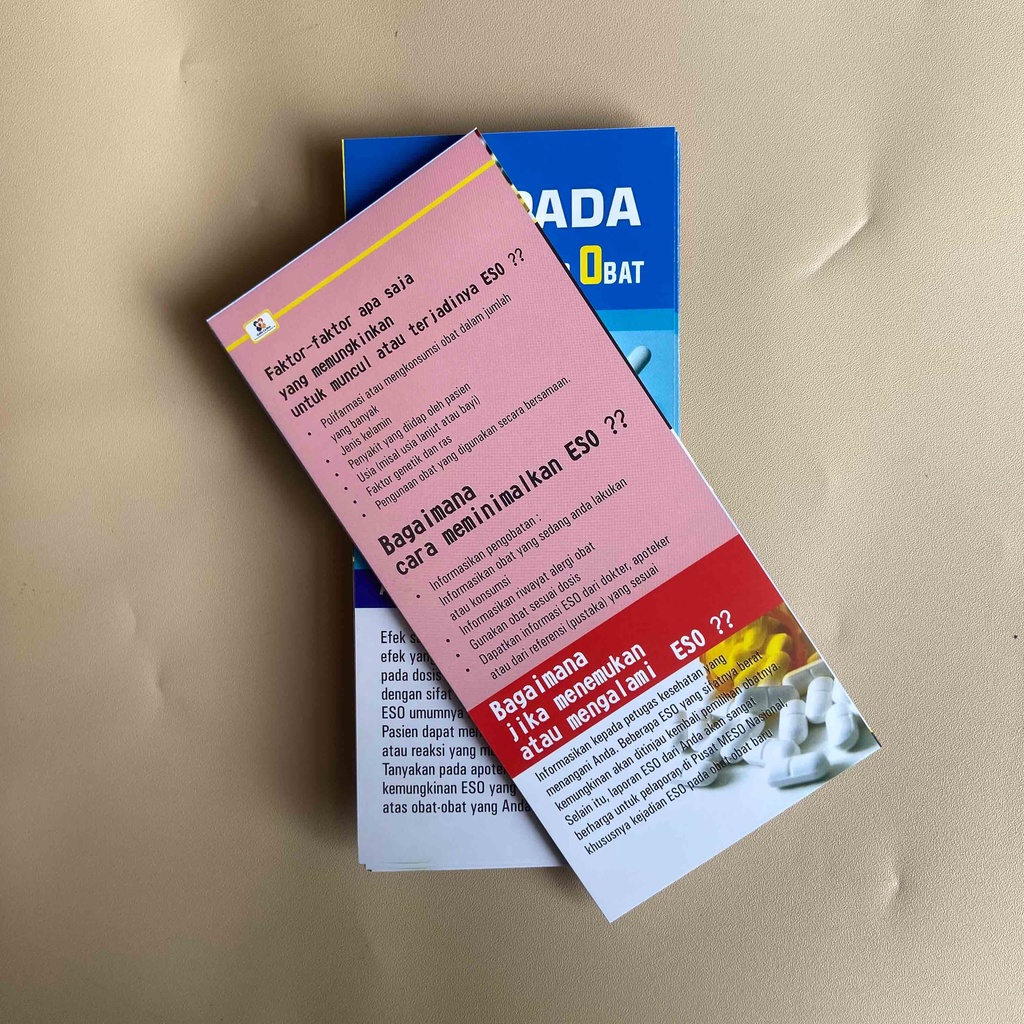 Faktor-faktor apa saja
yang memungkinkan
untuk muncul atau terjadinya ESO ??
• Polifarmasi atau mengkonsumsi obat dalam jumlah
yang banyak
• Jenis kelamin
• Penyakit yang diidap oleh pasien
• Usia (misal usia lanjut atau bayi)
• Faktor genetik dan ras
• Pengunaan obat yang digunakan secara bersamaan.
Bagaimana
cara meminimalkan ESO ??
• Informasikan pengobatan :
Informasikan obat yang sedang anda lakukan
atau konsumsi
• Informasikan riwayat alergi obat
• Gunakan obat sesuai dosis
• Dapatkan informasi ESO dari dokter, apoteker
atau dari referensi (pustaka) yang sesuai
Bagaimana
jika menemukan
atau mengalami ESO ??
Informasikan kepada petugas kesehatan yang
menangani Anda. Beberapa ESO yang sifatnya berat
kemungkinan akan ditinjau kembali pemilihan obatnya.
Selain itu, laporan ESO dari Anda akan sangat
berharga untuk pelaporan di Pusat MESO Nasional,
khususnya kejadian ESO pada obat-obat baru
PADA
OBAT
Efek
efek yang
pada dosis
dengan sifat
ESO umumnya
Pasien dapat
atau reaksi yang
Tanyakan pada
kemungkinan ESO yang
atas obat-obat yang Anda